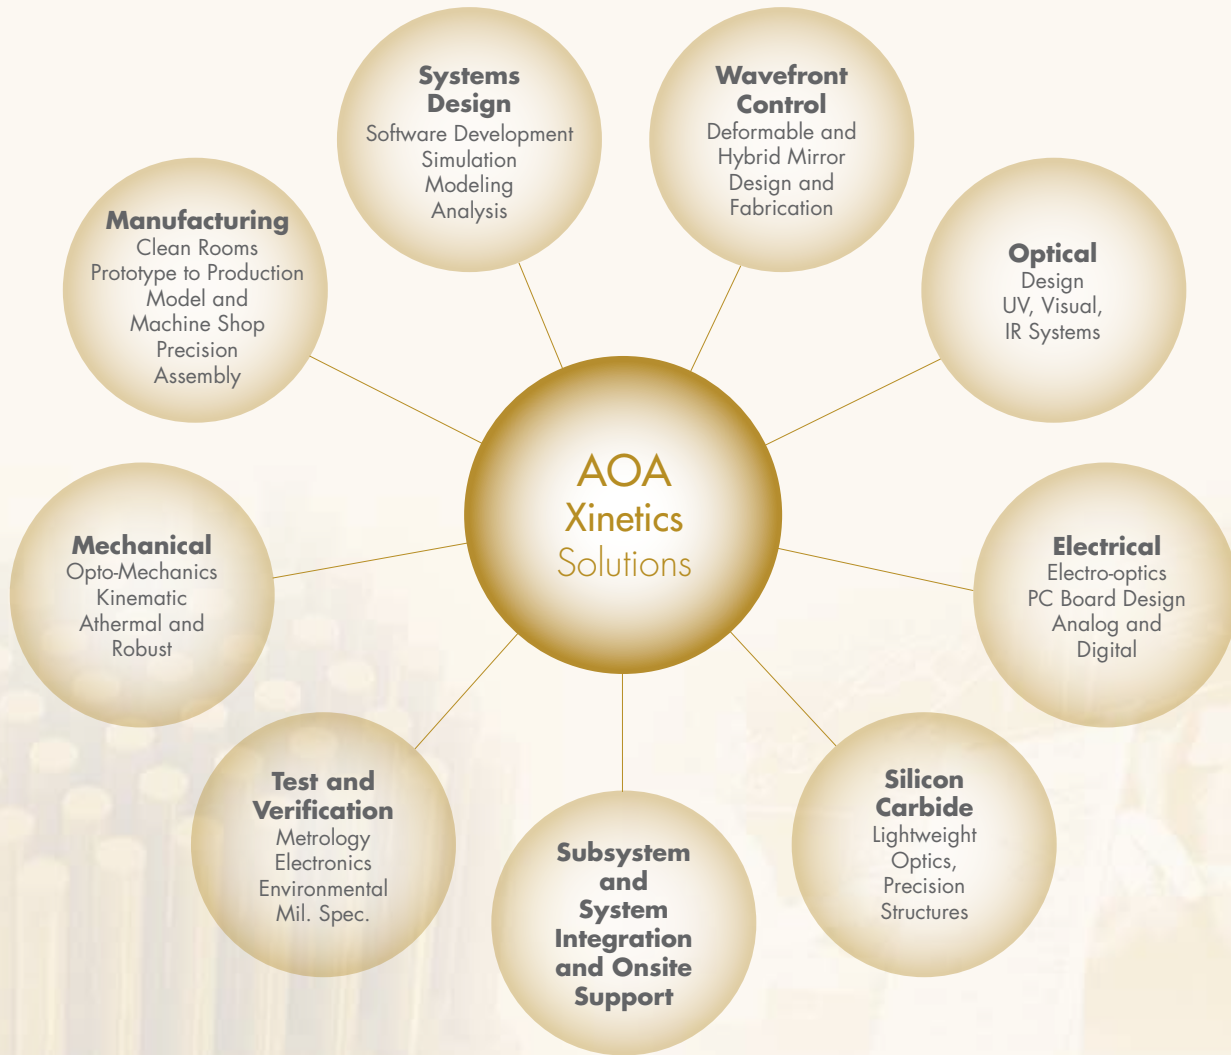 Systems
Design
Software Development
Simulation
Modeling
Analysis
Wavefront
Control
Deformable and
Hybrid Mirror
Design and
Fabrication
Manufacturing
Clean Rooms
Prototype to Production
Model and
Machine Shop
Precision
Assembly
Optical
Design
UV, Visual,
IR Systems
AOA
Xinetics
Solutions
Mechanical
Opto-Mechanics
Kinematic
Athermal and
Robust
Electrical
Electro-optics
PC Board Design
Analog and
Digital
Test and
Verification
Metrology
Electronics
Environmental
Mil. Spec.
Subsystem
and
System
Integration
and Onsite
Support
Silicon
Carbide
Lightweight
Optics,
Precision
Structures